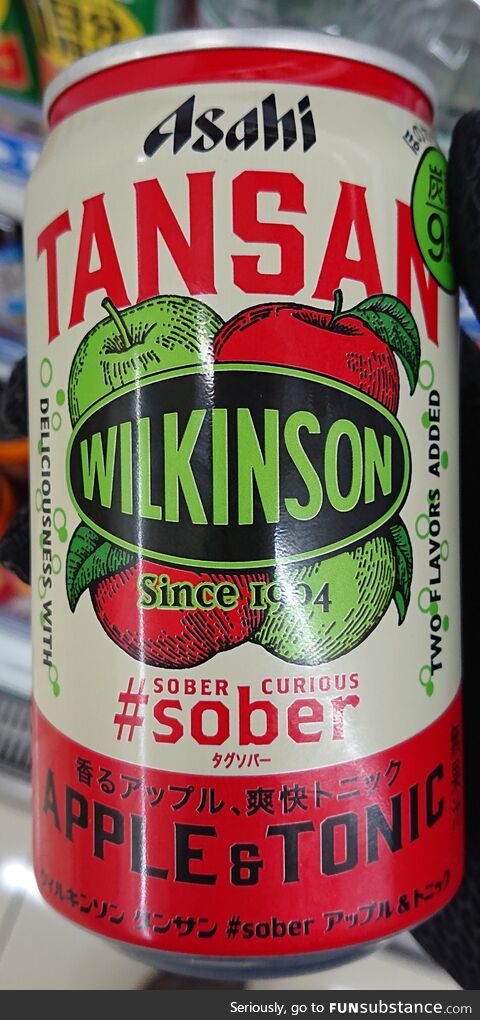 Asahi
TANSAN
爽
WILKINSON
Since 1904
DELICIOUSNESS WITH
TWO FLAVORS ADDED
SOBER CURIOUS
#sober
タグソバー
香るアップル、爽快トニック
APPLE & TONIC
ウィルキンソン タンサン #sober アップル&トニック
Seriously, go to FUNsubstance.com